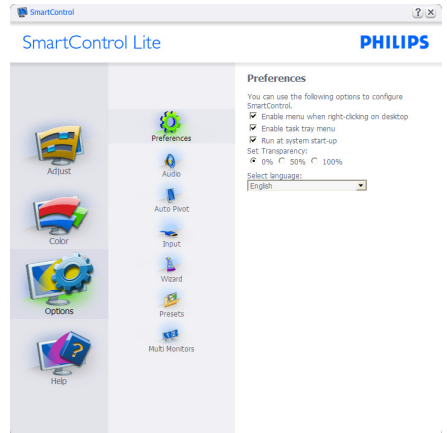 SmartControl
SmartControl Lite
PHILIPS
Adjust
Color
Options
Help
Preferences
Audio
Auto Pivot
Input
Wizard
Presets
Multi Monitors
Preferences
You can use the following options to configure
SmartControl.
Enable menu when right-clicking on desktop
Enable task tray menu
Run at system start-up
Set Transparency:
0% 50% 100%
Select language:
English